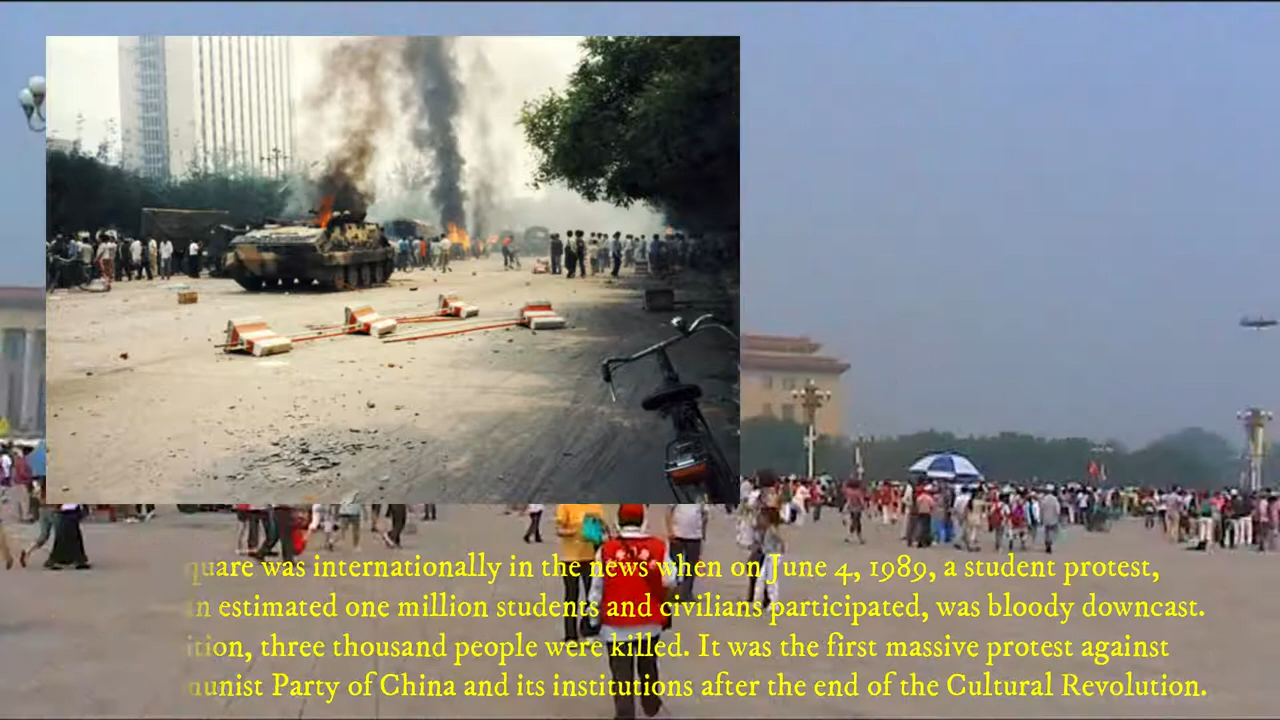 quare was internationally in the news when on June 4, 1989, a student protest,
n estimated one million students and civilians participated, was bloody downcast.
ition, three thousand people were killed. It was the first massive protest against
munist Party of China and its institutions after the end of the Cultural Revolution.